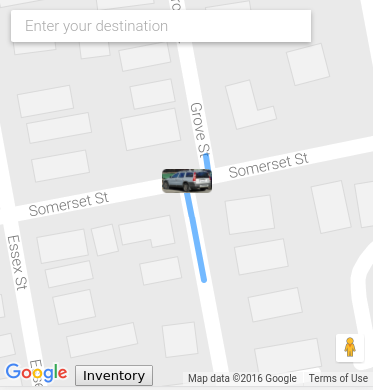 Enter your destination
Grove St
Somerset St
Somerset St
Essex St
Esse
Google
Inventory
Map data ©2016 Google
Terms of Use